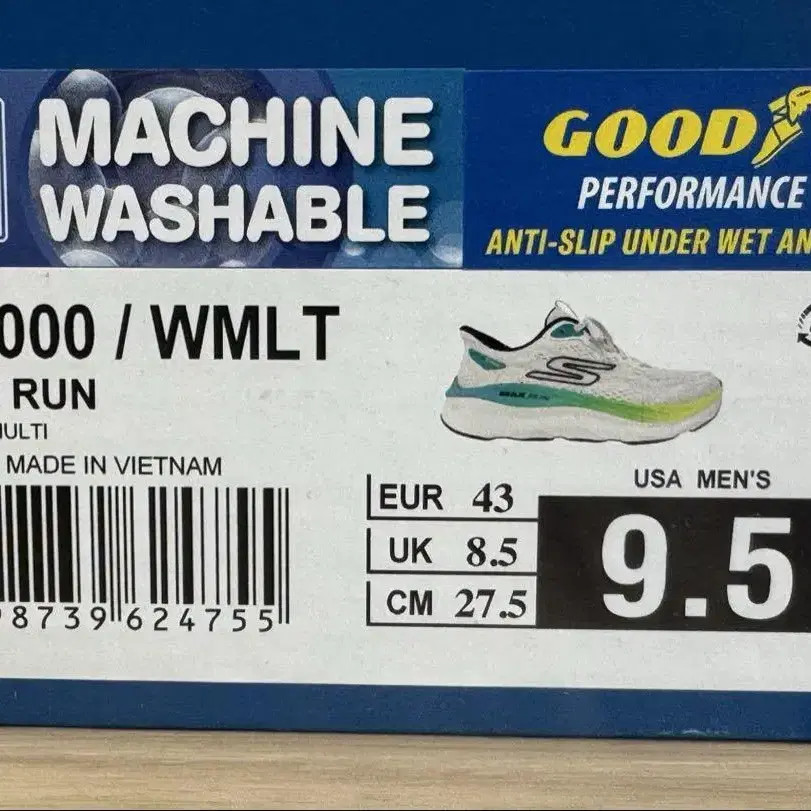 MACHINE
WASHABLE
GOOD
PERFORMANCE
ANTI-SLIP UNDER WET AN
000 / WMLT
RUN
MULTI
MADE IN VIETNAM
USA MEN'S
EUR 43
UK 8.5
CM 27.5
9.5
98739 624755